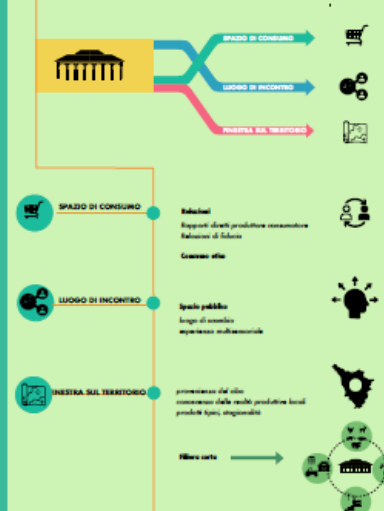 SPAZIO DI CONSUMO
LUOGO DI INCONTRO
FINESTRA SUL TERRITORIO
SPAZIO DI CONSUMO
Relazioni
Rapporti diretti produttore consumatore
Relazioni di fiducia
Consumo etico
LUOGO DI INCONTRO
Spazio pubblico
luogo di scambio
esperienza multisensoriale
INESTRA SUL TERRITORIO
provenienza del cibo
conoscenza delle realtà produttive locali
prodotti tipici, stagionalità
Filiera corta